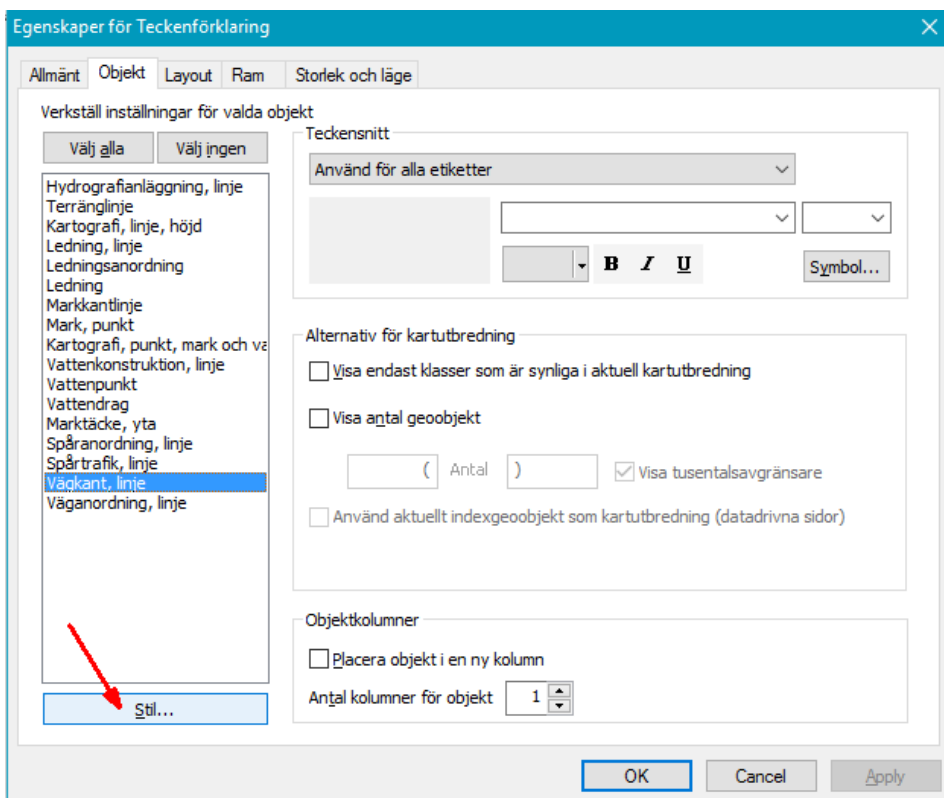 Egenskaper för Teckenförklaring
Allmänt Objekt Layout Ram Storlek och läge
Verkställ inställningar för valda objekt
Välj alla Välj ingen
Hydrografianläggning, linje
Terränglinje
Kartografi, linje, höjd
Ledning, linje
Ledningsanordning
Ledning
Markkantlinje
Mark, punkt
Kartografi, punkt, mark och va
Vattenkonstruktion, linje
Vattenpunkt
Vattendrag
Marktäcke, yta
Spåranordning, linje
Spårtrafik, linje
Vägkant, linje
Väganordning, linje
Stil...
Teckensnitt
Använd för alla etiketter
B I U
Symbol...
Alternativ för kartutbredning
Visa endast klasser som är synliga i aktuell kartutbredning
Visa antal geoobjekt
( Antal ) Visa tusentalsavgränsare
Använd aktuellt indexgeoobjekt som kartutbredning (datadrivna sidor)
Objektkolumner
Placera objekt i en ny kolumn
Antal kolumner för objekt 1
OK Cancel Apply